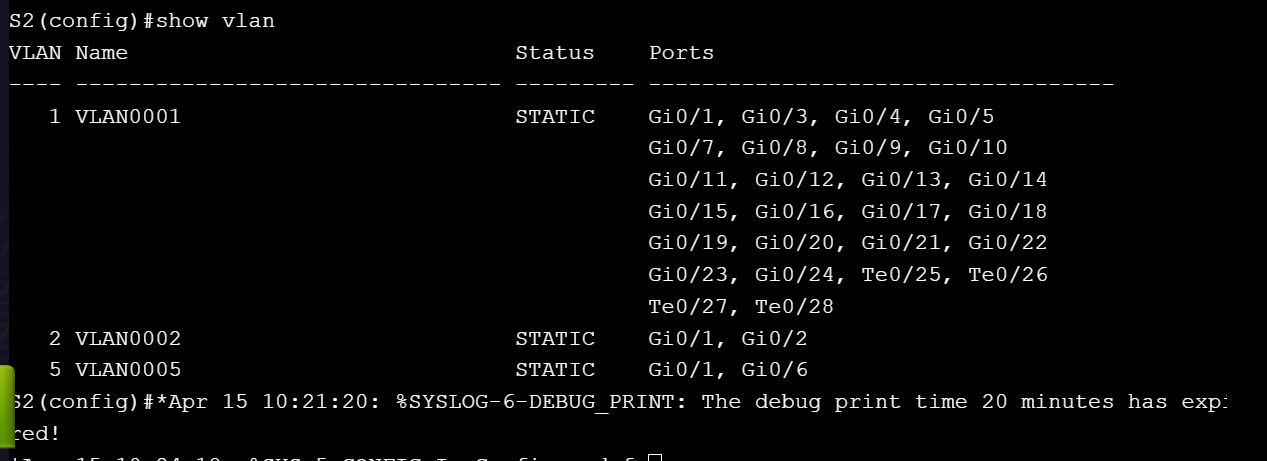 S2(config)#show vlan
VLAN Name                             Status    Ports
---- -------------------------------- --------- -----------------------------------
   1 VLAN0001                         STATIC    Gi0/1, Gi0/3, Gi0/4, Gi0/5
                                                Gi0/7, Gi0/8, Gi0/9, Gi0/10
                                                Gi0/11, Gi0/12, Gi0/13, Gi0/14
                                                Gi0/15, Gi0/16, Gi0/17, Gi0/18
                                                Gi0/19, Gi0/20, Gi0/21, Gi0/22
                                                Gi0/23, Gi0/24, Te0/25, Te0/26
                                                Te0/27, Te0/28
   2 VLAN0002                         STATIC    Gi0/1, Gi0/2
   5 VLAN0005                         STATIC    Gi0/1, Gi0/6
S2(config)#*Apr 15 10:21:20: %SYSLOG-6-DEBUG_PRINT: The debug print time 20 minutes has expi
red!